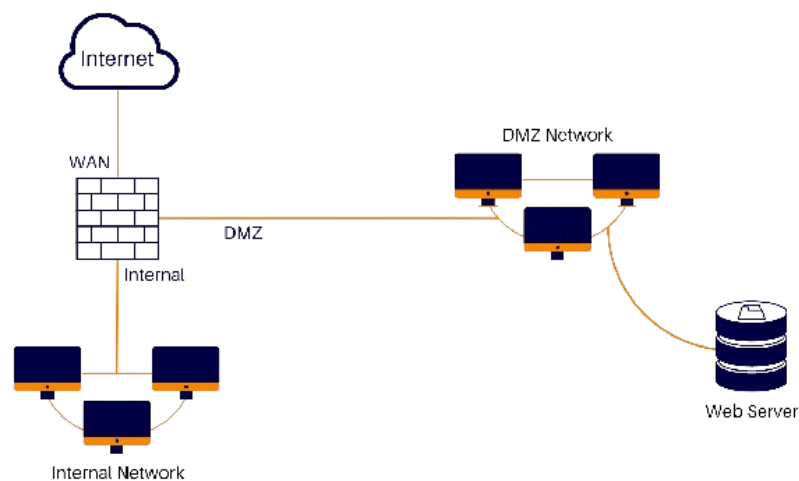 Internet
DMZ Network
WAN
DMZ
Internal
Web Server
Internal Network